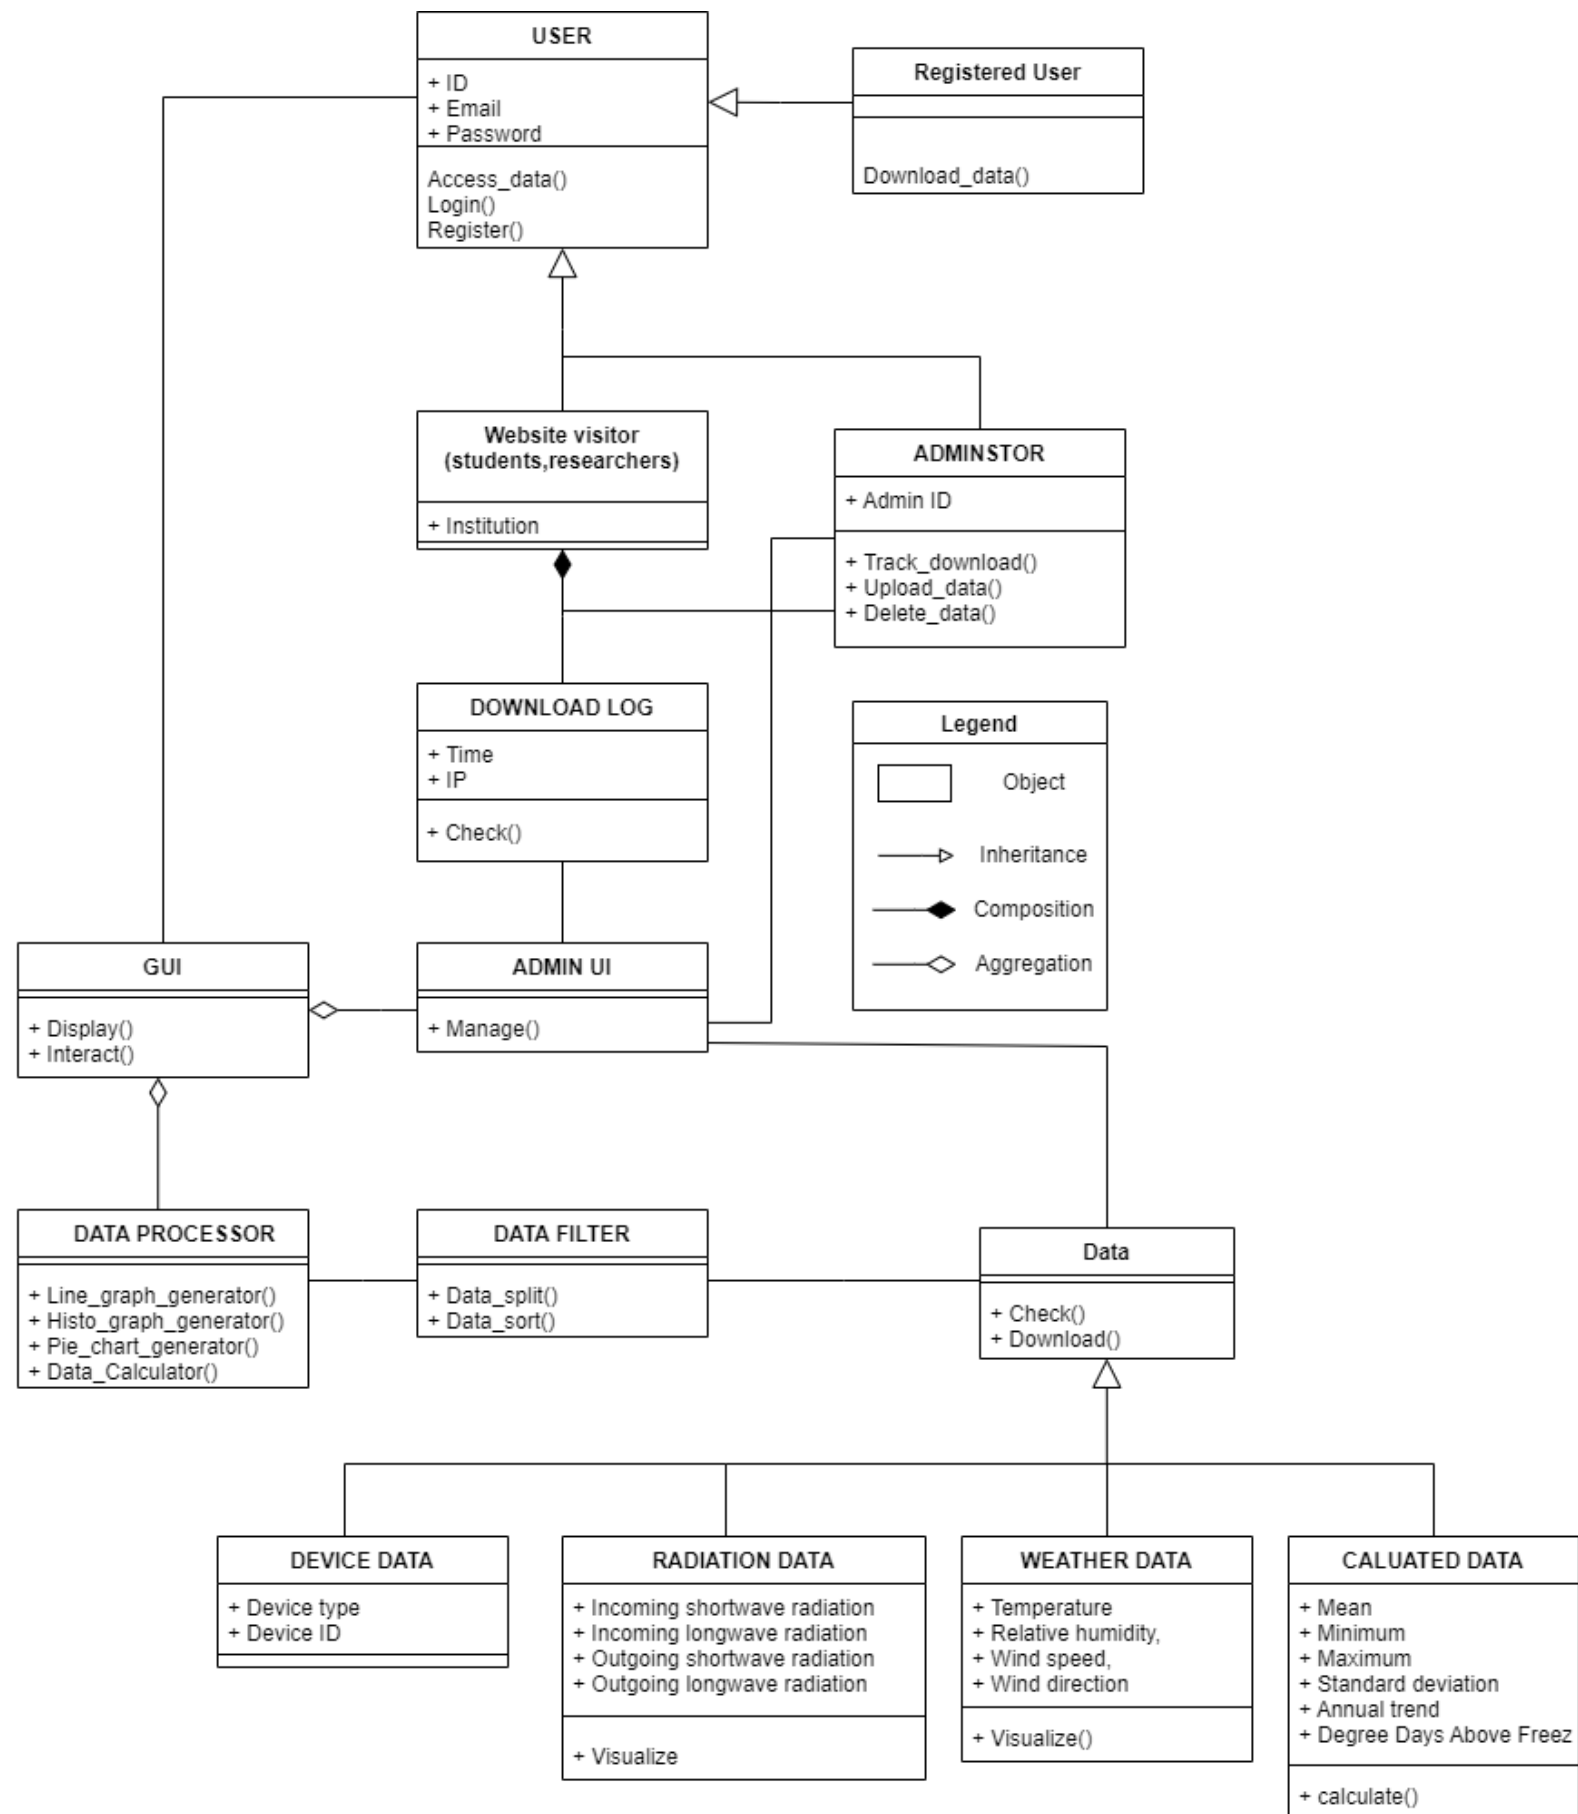 USER
+ ID
+ Email
+ Password
Access_data()
Login()
Register()
Registered User
Download_data()
Website visitor
(students,researchers)
+ Institution
ADMINSTOR
+ Admin ID
+ Track_download()
+ Upload_data()
+ Delete_data()
DOWNLOAD LOG
+ Time
+ IP
+ Check()
Legend
Object
Inheritance
Composition
Aggregation
GUI
+ Display()
+ Interact()
ADMIN UI
+ Manage()
DATA PROCESSOR
+ Line_graph_generator()
+ Histo_graph_generator()
+ Pie_chart_generator()
+ Data_Calculator()
DATA FILTER
+ Data_split()
+ Data_sort()
Data
+ Check()
+ Download()
DEVICE DATA
+ Device type
+ Device ID
RADIATION DATA
+ Incoming shortwave radiation
+ Incoming longwave radiation
+ Outgoing shortwave radiation
+ Outgoing longwave radiation
+ Visualize
WEATHER DATA
+ Temperature
+ Relative humidity,
+ Wind speed,
+ Wind direction
+ Visualize()
CALUATED DATA
+ Mean
+ Minimum
+ Maximum
+ Standard deviation
+ Annual trend
+ Degree Days Above Freez
+ calculate()